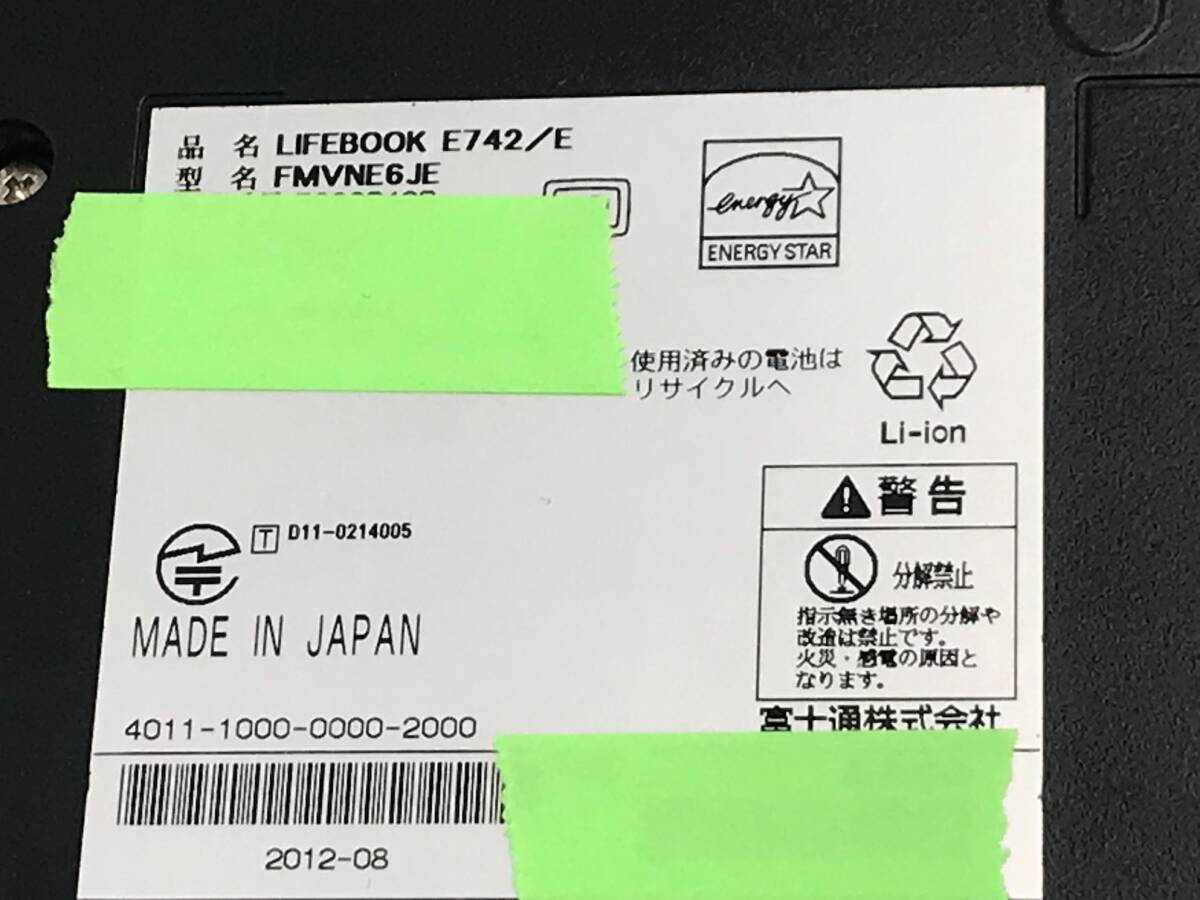 品 名 LIFEBOOK E742/E
型 名 FMVNE6JE
energy
ENERGY STAR
使用済みの電池は
リサイクルへ
Li-ion
警告
分解禁止
指示無き場所の分解や
改造は禁止です。
火災・感電の原因と
なります。
T D11-0214005
MADE IN JAPAN
4011-1000-0000-2000
富士通株式会社
2012-08